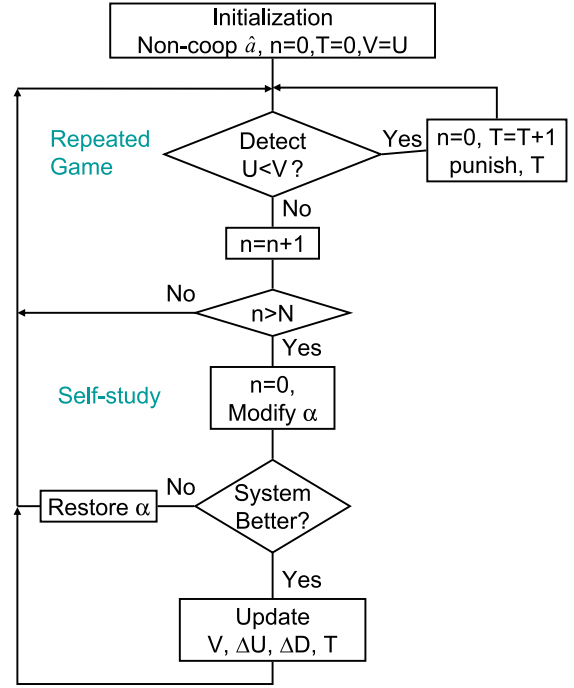 Initialization
Non-coop â, n=0,T=0,V=U
Repeated
Game
Detect
U<V?
Yes
n=0, T=T+1
punish, T
No
n=n+1
No
n>N
Yes
Self-study
n=0,
Modify α
No
Restore α
System
Better?
Yes
Update
V, ΔU, ΔD, T